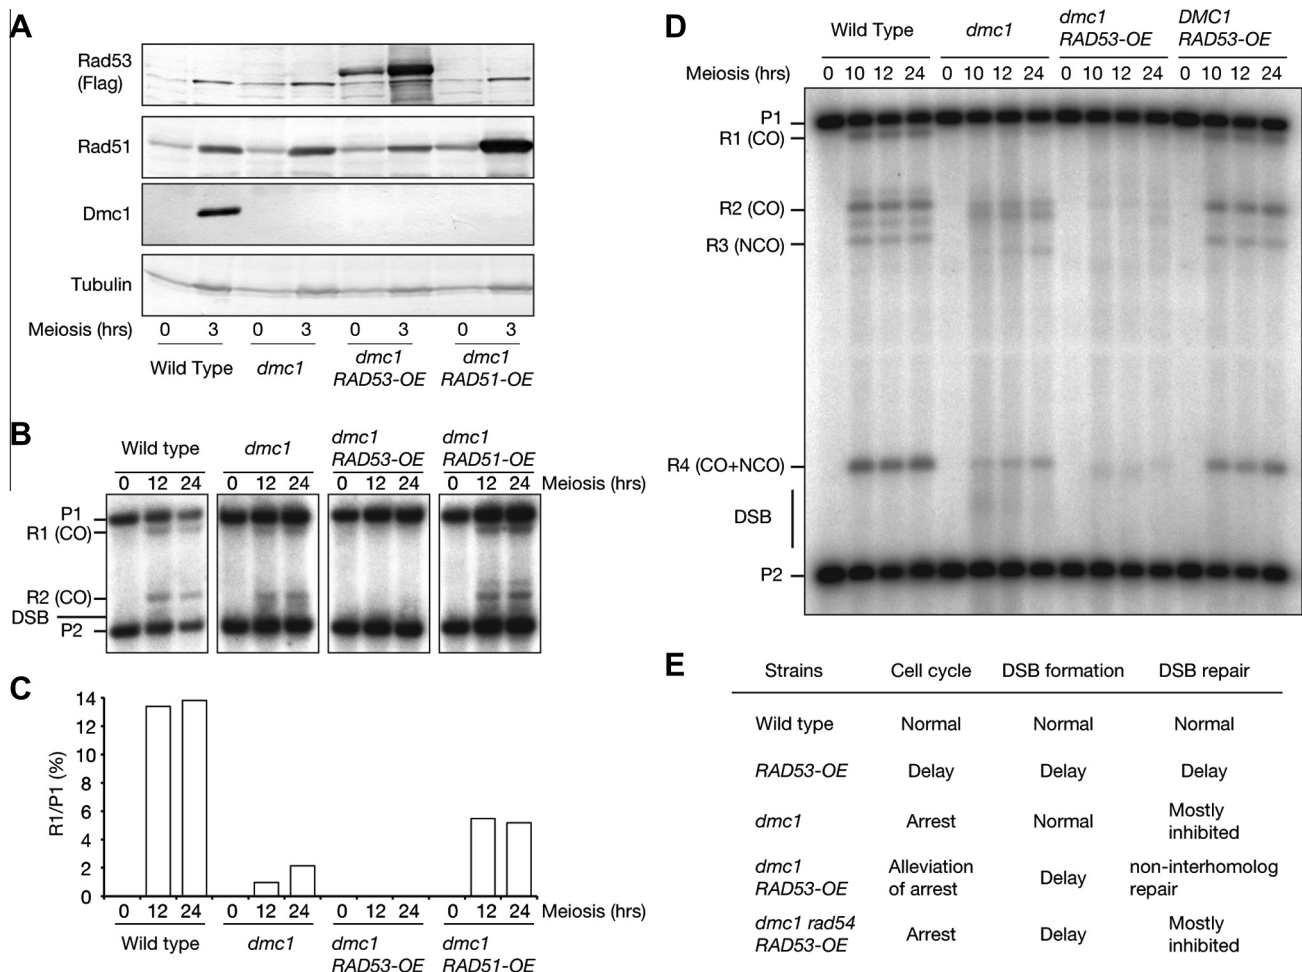 A
Rad53
(Flag)
Rad51
Dmc1
Tubulin
Meiosis (hrs) 0 3 0 3 0 3 0 3
Wild Type dmc1 dmc1 RAD53-OE dmc1 RAD51-OE
B
Wild type dmc1 dmc1 RAD53-OE dmc1 RAD51-OE
0 12 24 0 12 24 0 12 24 0 12 24 Meiosis (hrs)
P1
R1 (CO)
R2 (CO)
DSB
P2
C
R1/P1 (%)
14
12
10
8
6
4
2
0
0 12 24 0 12 24 0 12 24 0 12 24 Meiosis (hrs)
Wild type dmc1 dmc1 RAD53-OE dmc1 RAD51-OE
D
Wild Type dmc1 dmc1 RAD53-OE DMC1 RAD53-OE
Meiosis (hrs) 0 10 12 24 0 10 12 24 0 10 12 24 0 10 12 24
P1
R1 (CO)
R2 (CO)
R3 (NCO)
R4 (CO+NCO)
DSB
P2
E
Strains Cell cycle DSB formation DSB repair
Wild type Normal Normal Normal
RAD53-OE Delay Delay Delay
dmc1 Arrest Normal Mostly inhibited
dmc1 RAD53-OE Alleviation of arrest Delay non-interhomolog repair
dmc1 rad54 RAD53-OE Arrest Delay Mostly inhibited